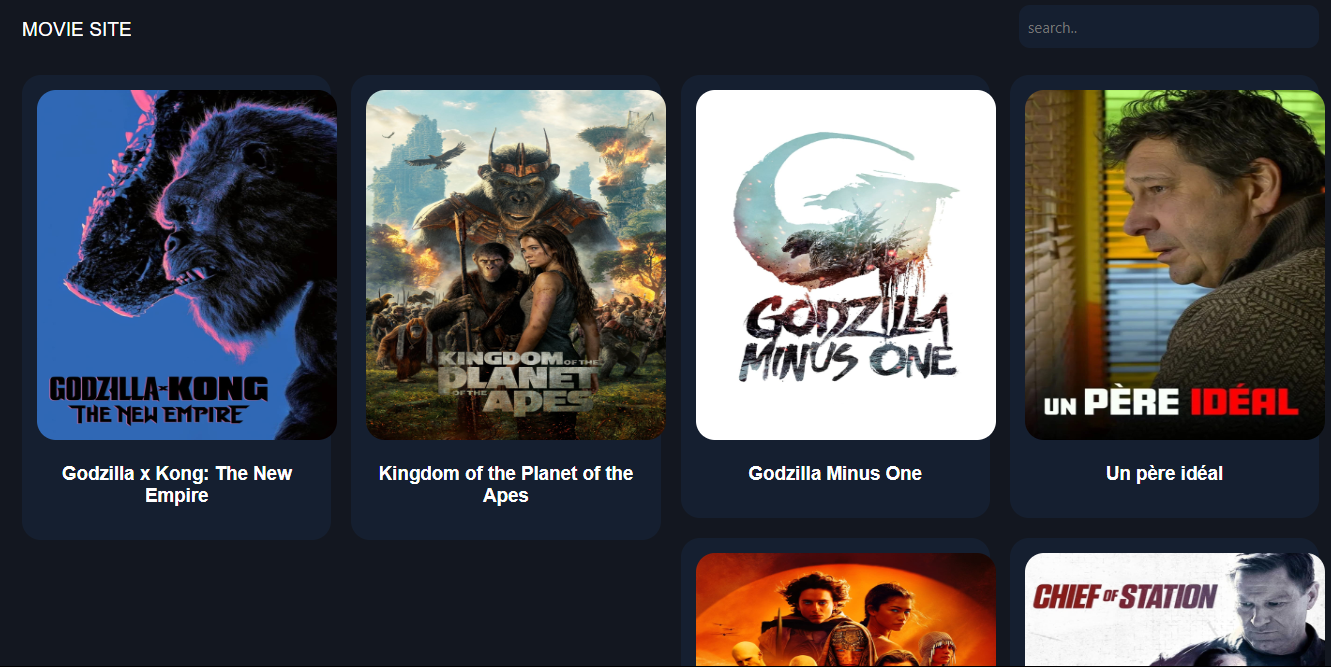 MOVIE SITE
search..
GODZILLA x KONG
THE NEW EMPIRE
KINGDOM OF THE
PLANET
OF THE APES
GODZILLA
MINUS ONE
UN PÈRE IDÉAL
Godzilla x Kong: The New
Empire
Kingdom of the Planet of the
Apes
Godzilla Minus One
Un père idéal
CHIEF OF STATION